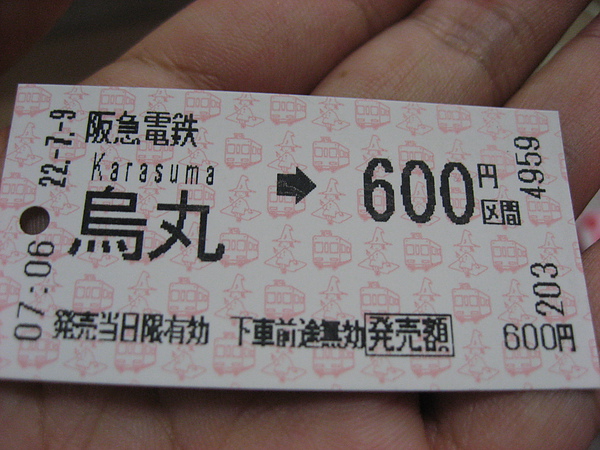 22.-7.-9
07:06
阪急電鉄
Karasuma
烏丸
➡
600円
区間
発売当日限有効
下車前途無効
発売額
4959
203
600円